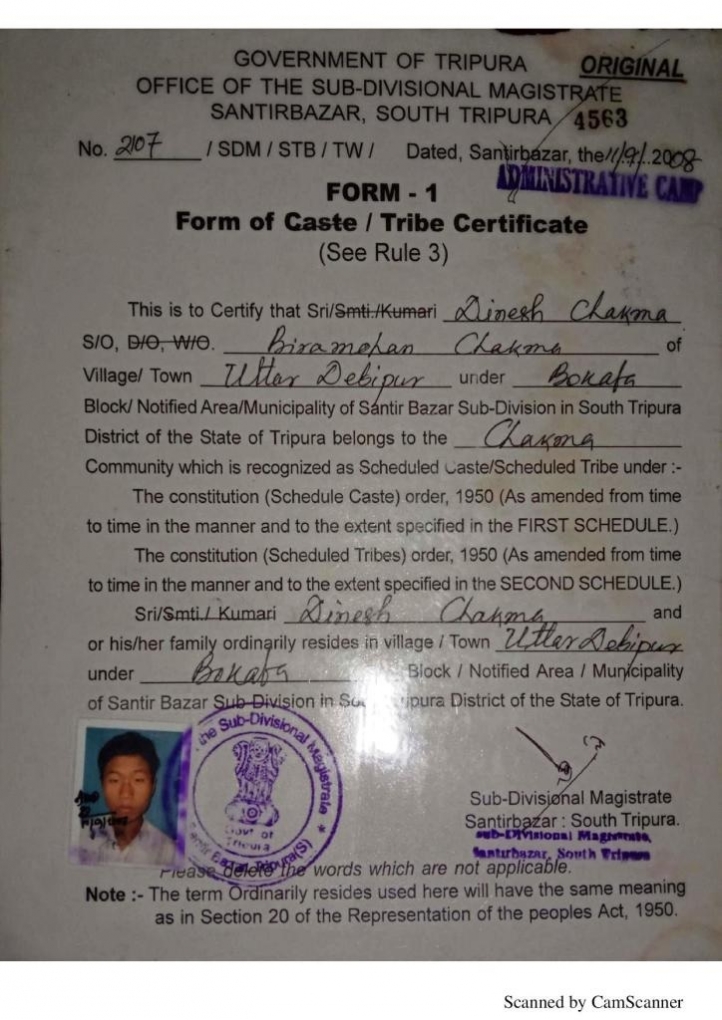 GOVERNMENT OF TRIPURA ORIGINAL
OFFICE OF THE SUB-DIVISIONAL MAGISTRATE
SANTIRBAZAR, SOUTH TRIPURA 4563
No. 2107 / SDM / STB / TW / Dated, Santirbazar, the 11/9/.2008
ADMINISTRATIVE CAMP
FORM - 1
Form of Caste / Tribe Certificate
(See Rule 3)
This is to Certify that Sri/Smti./Kumari Dinesh Chakma
S/O, D/O, W/O. Biramohan Chakma of
Village/ Town Uttar Debipur under Bokafa
Block/ Notified Area/Municipality of Santir Bazar Sub-Division in South Tripura
District of the State of Tripura belongs to the Chakma
Community which is recognized as Scheduled Caste/Scheduled Tribe under :-
The constitution (Schedule Caste) order, 1950 (As amended from time
to time in the manner and to the extent specified in the FIRST SCHEDULE.)
The constitution (Scheduled Tribes) order, 1950 (As amended from time
to time in the manner and to the extent specified in the SECOND SCHEDULE.)
Sri/Smti./ Kumari Dinesh Chakma and
or his/her family ordinarily resides in village / Town Uttar Debipur
under Bokafa Block / Notified Area / Municipality
of Santir Bazar Sub-Division in South Tripura District of the State of Tripura.
the Sub-Divisional Magistrate
Govt of
Tripura
Bazar, Tripura(S)
Sub-Divisional Magistrate
Santirbazar : South Tripura.
Sub-Divisional Magistrate,
Santirbazar, South Tripura
Please delete the words which are not applicable.
Note :- The term Ordinarily resides used here will have the same meaning
as in Section 20 of the Representation of the peoples Act, 1950.
Scanned by CamScanner